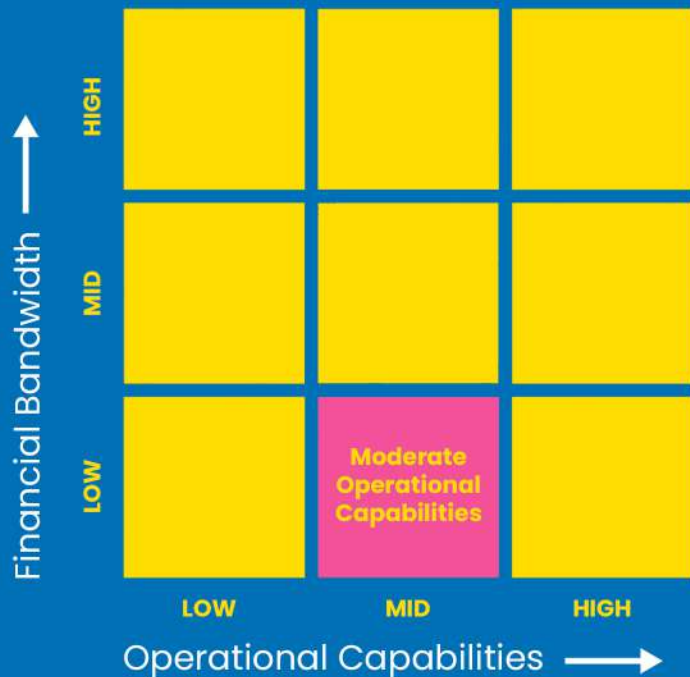 HIGH
MID
LOW
Financial Bandwidth
Moderate
Operational
Capabilities
LOW
MID
HIGH
Operational Capabilities